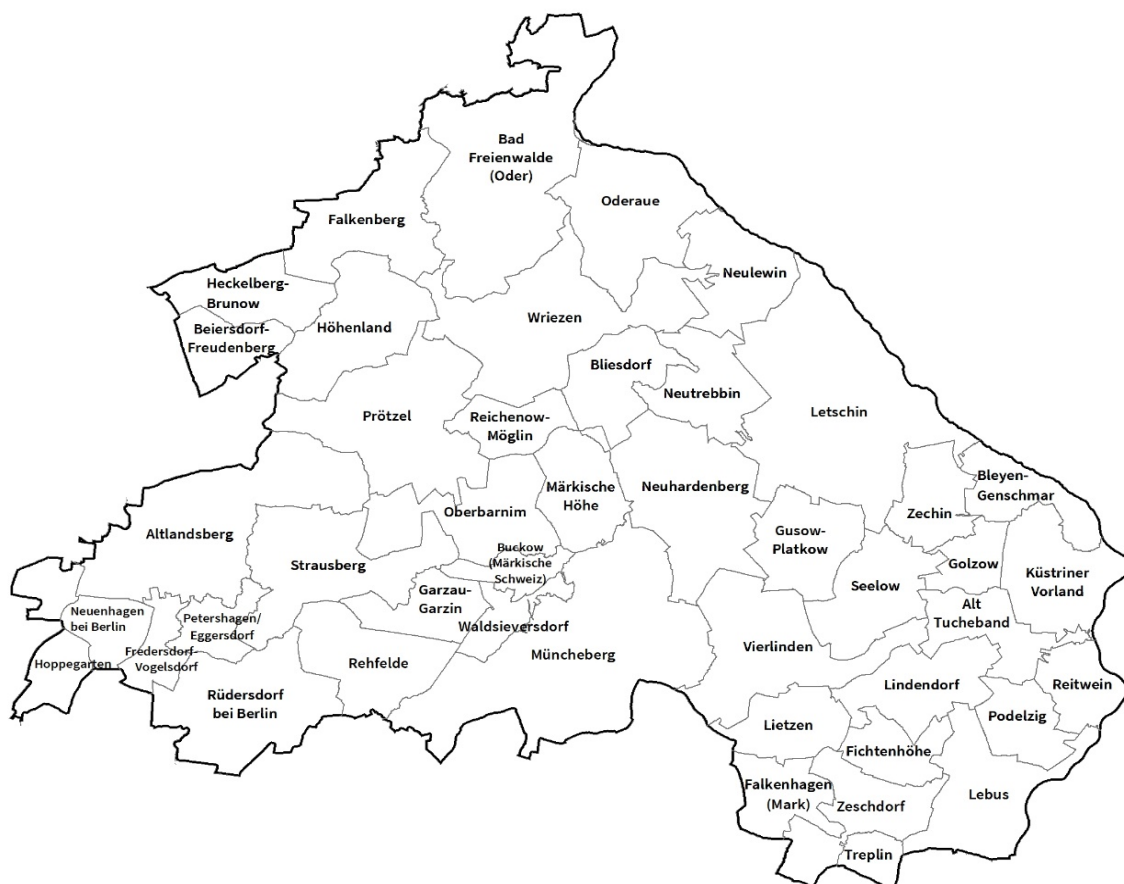 Bad
Freienwalde
(Oder)
Oderaue
Falkenberg
Neulewin
Heckelberg-
Brunow
Wriezen
Höhenland
Beiersdorf-
Freudenberg
Bliesdorf
Neutrebbin
Letschin
Prötzel
Reichenow-
Möglin
Bleyen-
Genschmar
Märkische
Höhe
Neuhardenberg
Zechin
Oberbarnim
Altlandsberg
Gusow-
Platkow
Buckow
(Märkische
Schweiz)
Strausberg
Golzow
Küstriner
Vorland
Seelow
Garzau-
Garzin
Alt
Tucheband
Neuenhagen
bei Berlin
Petershagen/
Eggersdorf
Waldsieversdorf
Vierlinden
Fredersdorf-
Vogelsdorf
Müncheberg
Hoppegarten
Rehfelde
Lindendorf
Reitwein
Rüdersdorf
bei Berlin
Lietzen
Podelzig
Fichtenhöhe
Falkenhagen
(Mark)
Zeschdorf
Lebus
Treplin